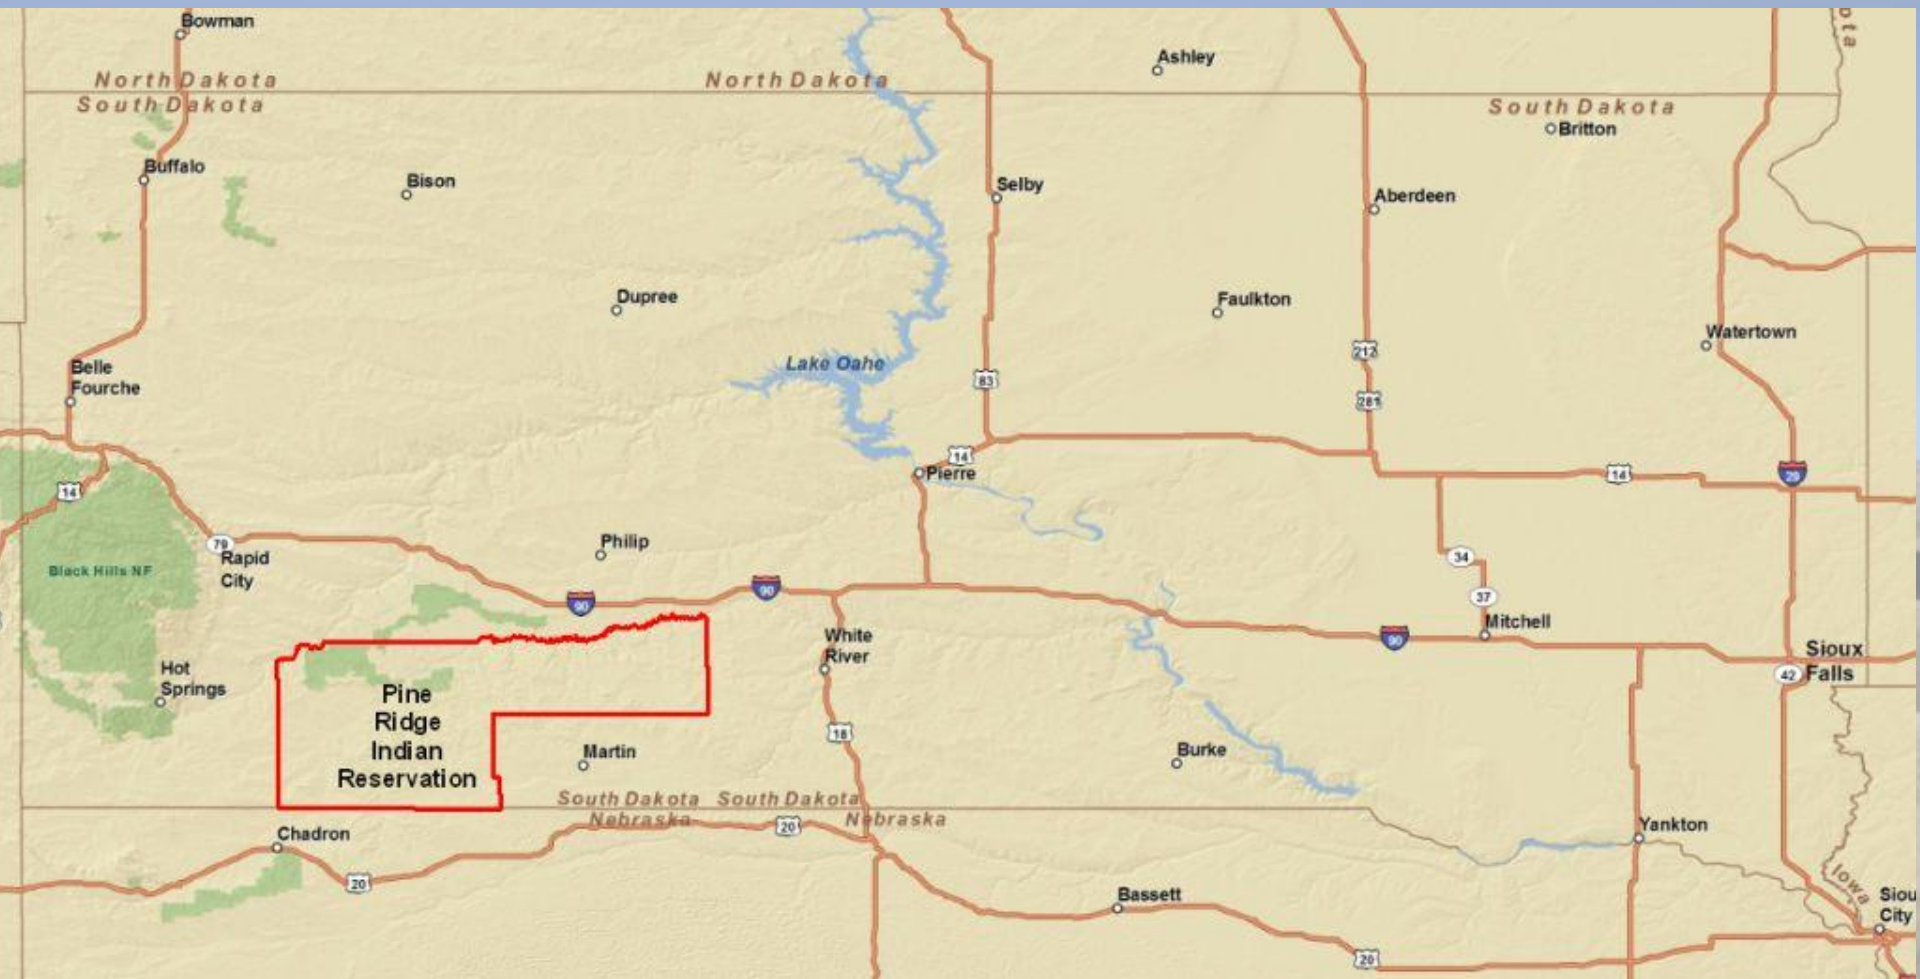 Bowman
Ashley
North Dakota
North Dakota
South Dakota
South Dakota
Britton
Buffalo
Bison
Selby
Aberdeen
Dupree
Faulkton
Watertown
Belle
Fourche
Lake Oahe
212
83
281
14
Pierre
14
29
14
79
Rapid
City
Philip
Black Hills NF
34
90
90
37
Mitchell
90
White
River
Sioux
Falls
42
Hot
Springs
Pine
Ridge
Indian
Reservation
18
Martin
Burke
South Dakota
South Dakota
Nebraska
Nebraska
20
Chadron
Yankton
20
Bassett
Iowa
Siou
City
20